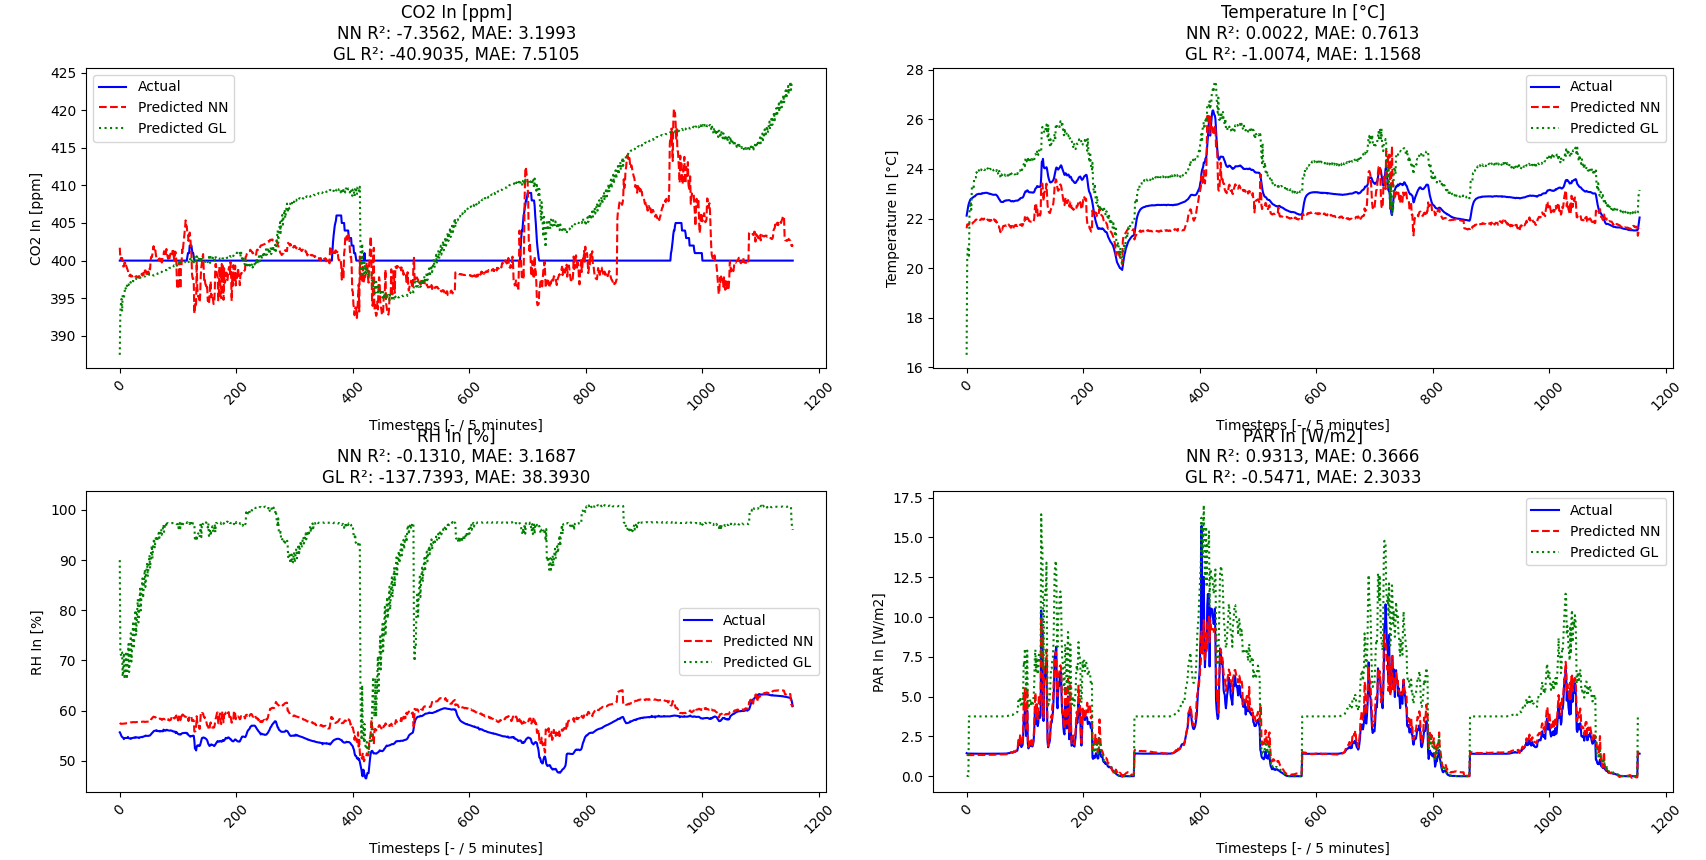 CO2 In [ppm]
NN R²: -7.3562, MAE: 3.1993
GL R²: -40.9035, MAE: 7.5105
CO2 In [ppm]
425
420
415
410
405
400
395
390
Actual
Predicted NN
Predicted GL
0
200
400
600
800
1000
1200
Timesteps [- / 5 minutes]
Temperature In [°C]
NN R²: 0.0022, MAE: 0.7613
GL R²: -1.0074, MAE: 1.1568
Temperature In [°C]
28
26
24
22
20
18
16
Actual
Predicted NN
Predicted GL
0
200
400
600
800
1000
1200
Timesteps [- / 5 minutes]
RH In [%]
NN R²: -0.1310, MAE: 3.1687
GL R²: -137.7393, MAE: 38.3930
RH In [%]
100
90
80
70
60
50
Actual
Predicted NN
Predicted GL
0
200
400
600
800
1000
1200
Timesteps [- / 5 minutes]
PAR In [W/m2]
NN R²: 0.9313, MAE: 0.3666
GL R²: -0.5471, MAE: 2.3033
PAR In [W/m2]
17.5
15.0
12.5
10.0
7.5
5.0
2.5
0.0
Actual
Predicted NN
Predicted GL
0
200
400
600
800
1000
1200
Timesteps [- / 5 minutes]